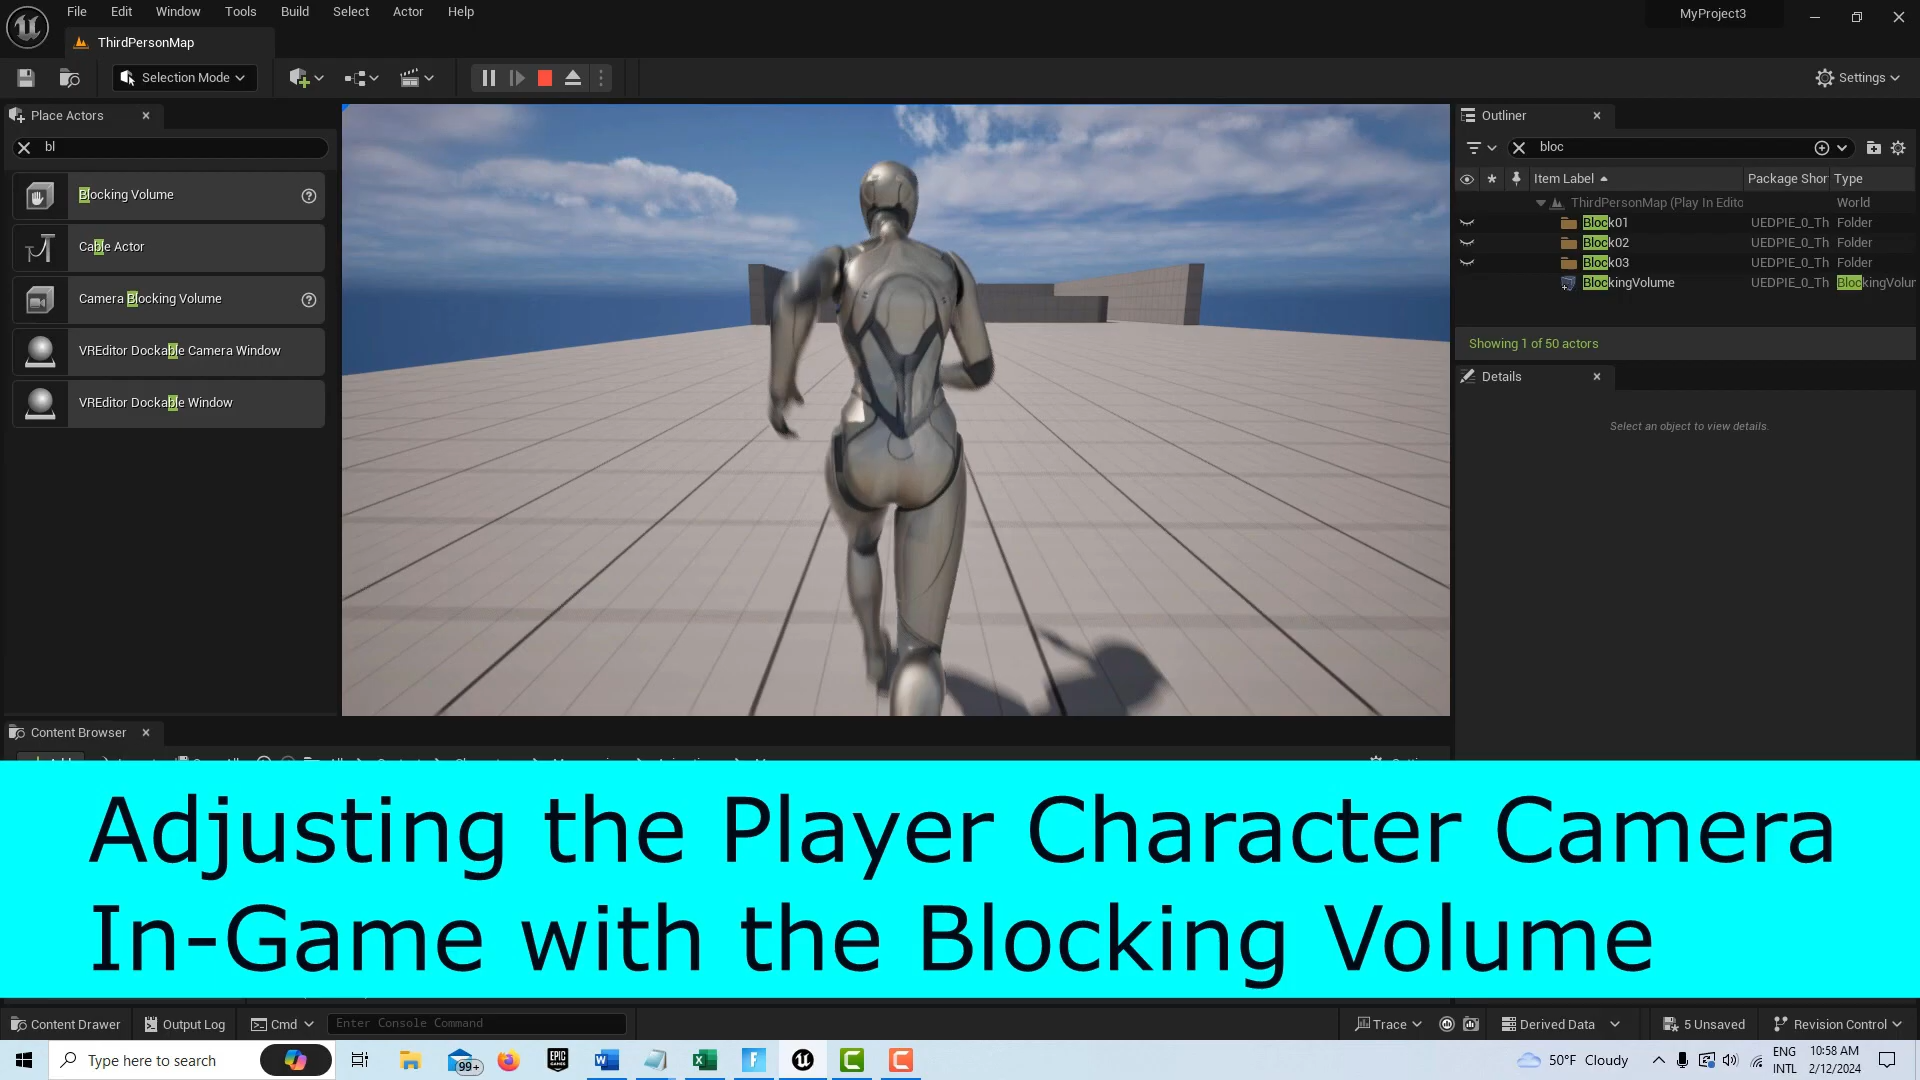 File Edit Window Tools Build Select Actor Help
MyProject3
ThirdPersonMap
Selection Mode
Settings
Place Actors
bl
Blocking Volume
Cable Actor
Camera Blocking Volume
VREditor Dockable Camera Window
VREditor Dockable Window
Outliner
bloc
Item Label Package Shor Type
ThirdPersonMap (Play In Edito World
Block01 UEDPIE_0_Th Folder
Block02 UEDPIE_0_Th Folder
Block03 UEDPIE_0_Th Folder
BlockingVolume UEDPIE_0_Th BlockingVolur
Showing 1 of 50 actors
Details
Select an object to view details.
Content Browser
Adjusting the Player Character Camera
In-Game with the Blocking Volume
Content Drawer Output Log Cmd Enter Console Command Trace Derived Data 5 Unsaved Revision Control
Type here to search
99+
EPIC GAMES
50°F Cloudy
ENG 10:58 AM
INTL 2/12/2024